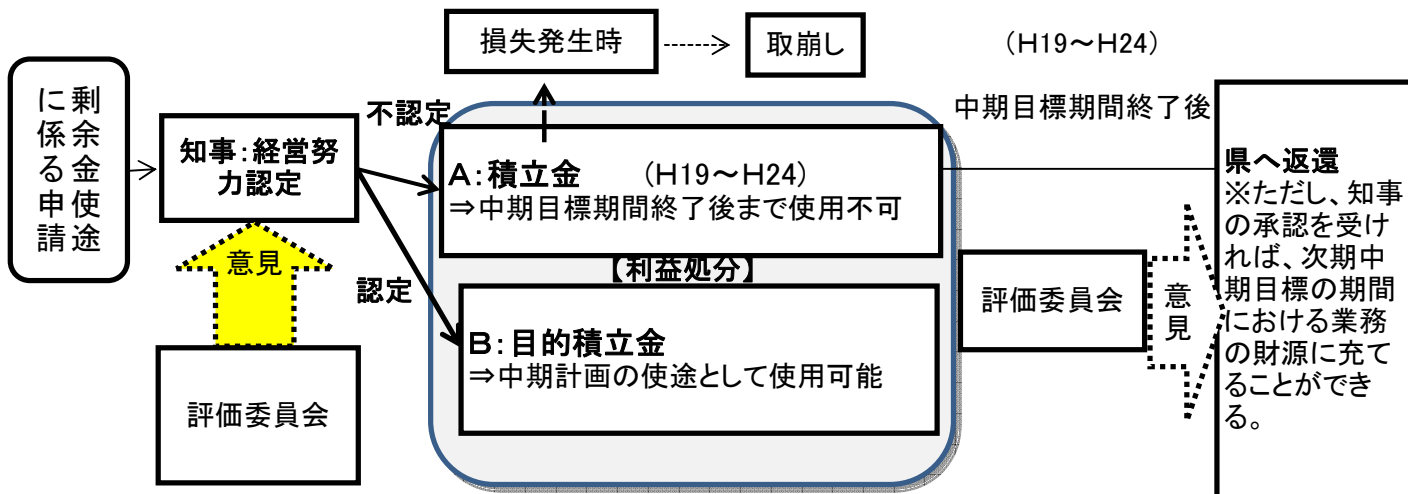 損失発生時
取崩し
(H19～H24)
剰余金使途
に係る申請
不認定
中期目標期間終了後
知事:経営努
力認定
A:積立金 (H19～H24)
⇒中期目標期間終了後まで使用不可
県へ返還
※ただし、知事
の承認を受け
れば、次期中
期目標の期間
における業務
の財源に充て
ることができ
る。
意見
認定
【利益処分】
B:目的積立金
⇒中期計画の使途として使用可能
評価委員会
意見
評価委員会